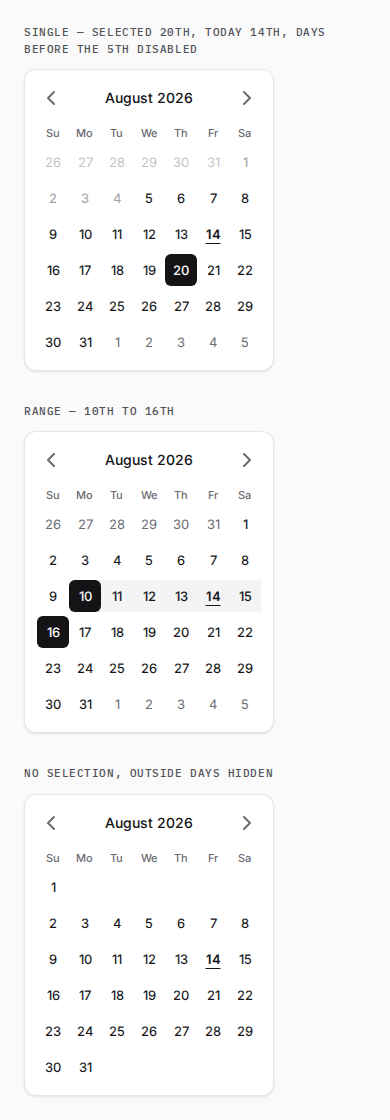 SINGLE — SELECTED 20TH, TODAY 14TH, DAYS
BEFORE THE 5TH DISABLED
August 2026
Su Mo Tu We Th Fr Sa
26 27 28 29 30 31 1
2 3 4 5 6 7 8
9 10 11 12 13 14 15
16 17 18 19 20 21 22
23 24 25 26 27 28 29
30 31 1 2 3 4 5
RANGE — 10TH TO 16TH
August 2026
Su Mo Tu We Th Fr Sa
26 27 28 29 30 31 1
2 3 4 5 6 7 8
9 10 11 12 13 14 15
16 17 18 19 20 21 22
23 24 25 26 27 28 29
30 31 1 2 3 4 5
NO SELECTION, OUTSIDE DAYS HIDDEN
August 2026
Su Mo Tu We Th Fr Sa
1
2 3 4 5 6 7 8
9 10 11 12 13 14 15
16 17 18 19 20 21 22
23 24 25 26 27 28 29
30 31